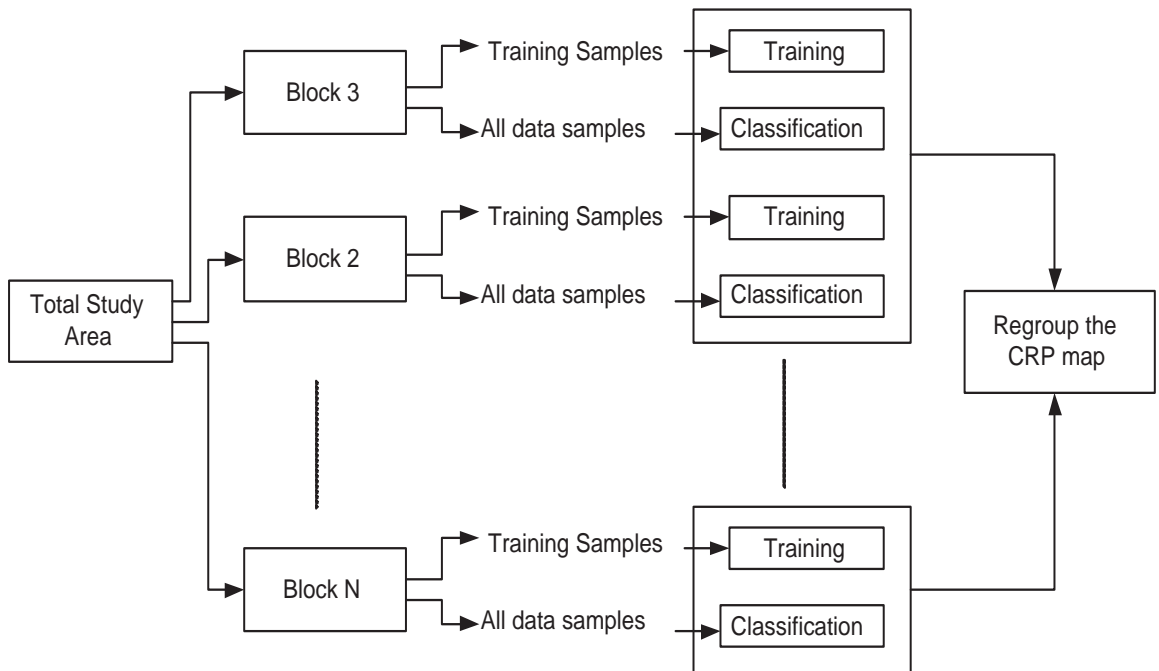 Total Study
Area
Block 3
Training Samples
Training
All data samples
Classification
Block 2
Training Samples
Training
All data samples
Classification
Block N
Training Samples
Training
All data samples
Classification
Regroup the
CRP map